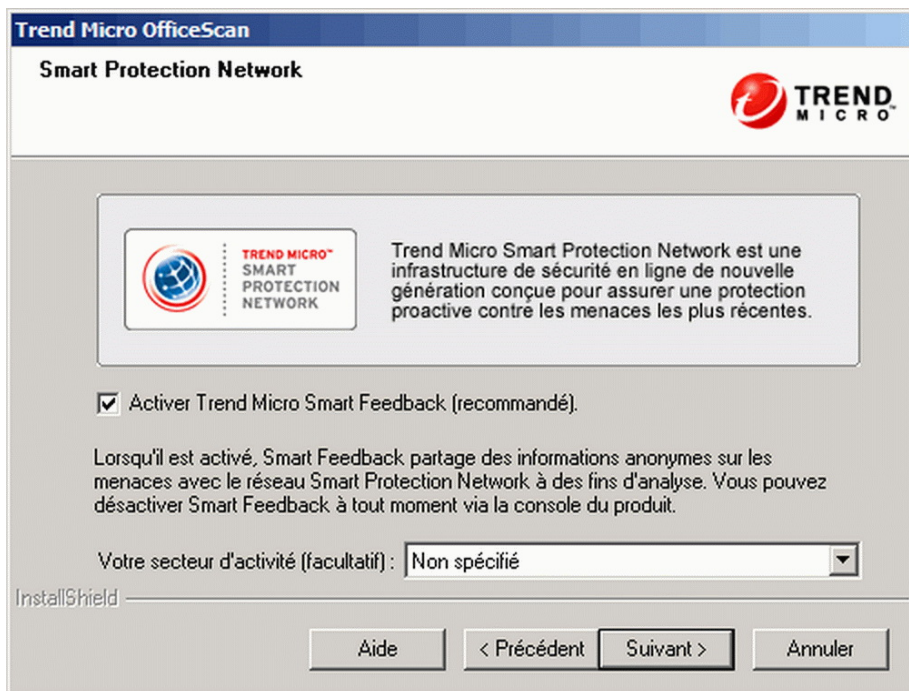 Trend Micro OfficeScan
Smart Protection Network
TREND
MICRO™
TREND MICRO™
SMART
PROTECTION
NETWORK
Trend Micro Smart Protection Network est une
infrastructure de sécurité en ligne de nouvelle
génération conçue pour assurer une protection
proactive contre les menaces les plus récentes.
Activer Trend Micro Smart Feedback (recommandé).
Lorsqu'il est activé, Smart Feedback partage des informations anonymes sur les
menaces avec le réseau Smart Protection Network à des fins d'analyse. Vous pouvez
désactiver Smart Feedback à tout moment via la console du produit.
Votre secteur d'activité (facultatif) : Non spécifié
InstallShield
Aide < Précédent Suivant > Annuler